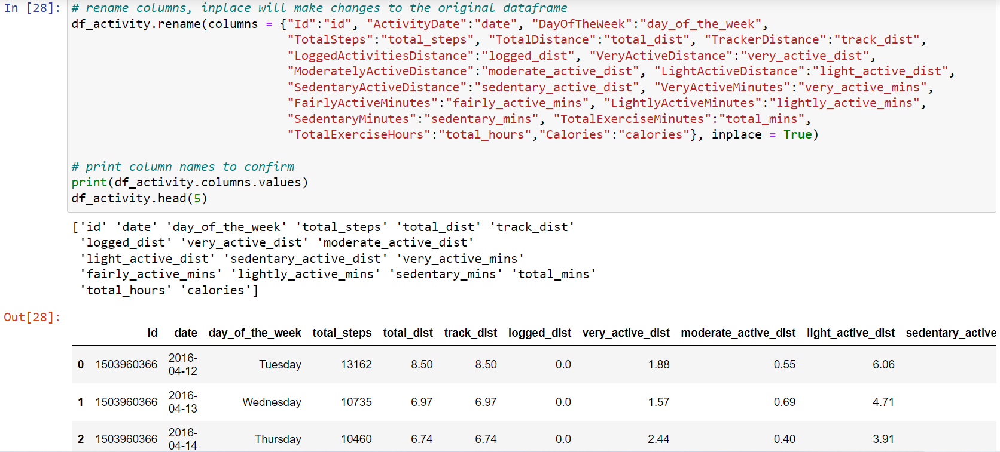 In [28]: # rename columns, inplace will make changes to the original dataframe
df_activity.rename(columns = {"Id":"id", "ActivityDate":"date", "DayOfTheWeek":"day_of_the_week",
"TotalSteps":"total_steps", "TotalDistance":"total_dist", "TrackerDistance":"track_dist",
"LoggedActivitiesDistance":"logged_dist", "VeryActiveDistance":"very_active_dist",
"ModeratelyActiveDistance":"moderate_active_dist", "LightActiveDistance":"light_active_dist",
"SedentaryActiveDistance":"sedentary_active_dist", "VeryActiveMinutes":"very_active_mins",
"FairlyActiveMinutes":"fairly_active_mins", "LightlyActiveMinutes":"lightly_active_mins",
"SedentaryMinutes":"sedentary_mins", "TotalExerciseMinutes":"total_mins",
"TotalExerciseHours":"total_hours","Calories":"calories"}, inplace = True)
# print column names to confirm
print(df_activity.columns.values)
df_activity.head(5)
['id' 'date' 'day_of_the_week' 'total_steps' 'total_dist' 'track_dist'
'logged_dist' 'very_active_dist' 'moderate_active_dist'
'light_active_dist' 'sedentary_active_dist' 'very_active_mins'
'fairly_active_mins' 'lightly_active_mins' 'sedentary_mins' 'total_mins'
'total_hours' 'calories']
Out[28]:
id date day_of_the_week total_steps total_dist track_dist logged_dist very_active_dist moderate_active_dist light_active_dist sedentary_active
0 1503960366 2016-04-12 Tuesday 13162 8.50 8.50 0.0 1.88 0.55 6.06
1 1503960366 2016-04-13 Wednesday 10735 6.97 6.97 0.0 1.57 0.69 4.71
2 1503960366 2016-04-14 Thursday 10460 6.74 6.74 0.0 2.44 0.40 3.91